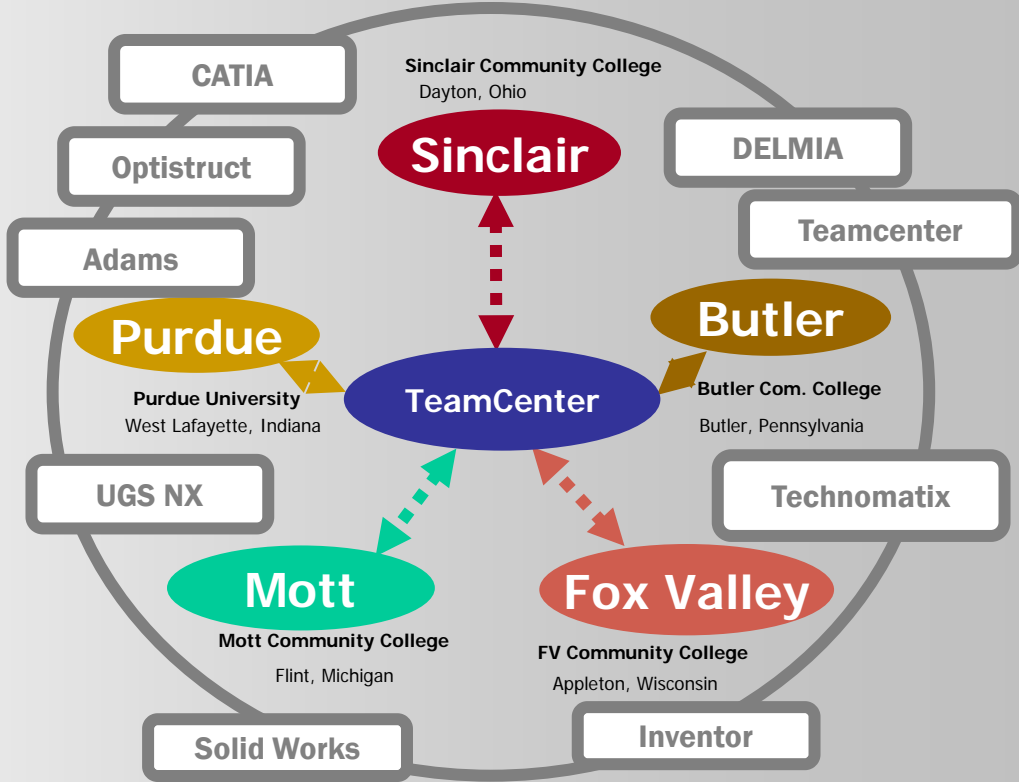 CATIA
Sinclair Community College
Dayton, Ohio
Sinclair
DELMIA
Optistruct
Teamcenter
Adams
Purdue
Butler
TeamCenter
Purdue University
West Lafayette, Indiana
Butler Com. College
Butler, Pennsylvania
UGS NX
Technomatix
Mott
Fox Valley
Mott Community College
Flint, Michigan
FV Community College
Appleton, Wisconsin
Solid Works
Inventor